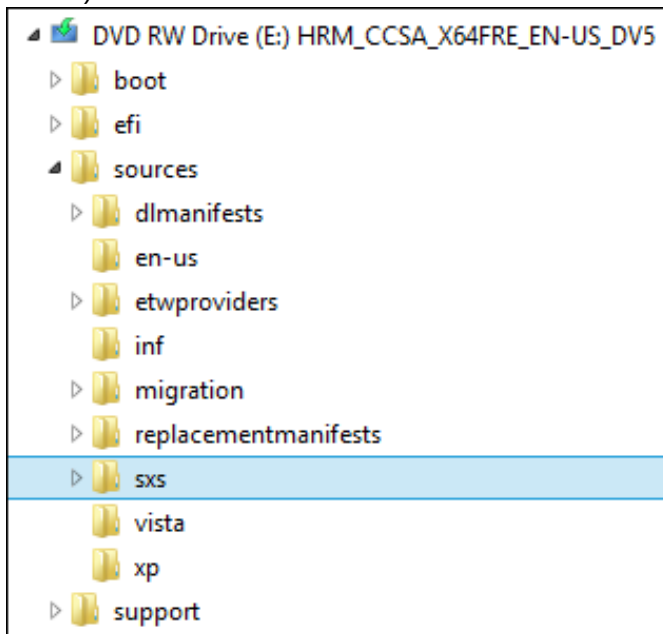 DVD RW Drive (E:) HRM_CCSA_X64FRE_EN-US_DV5
boot
efi
sources
dlmanifests
en-us
etwproviders
inf
migration
replacementmanifests
sxs
vista
xp
support